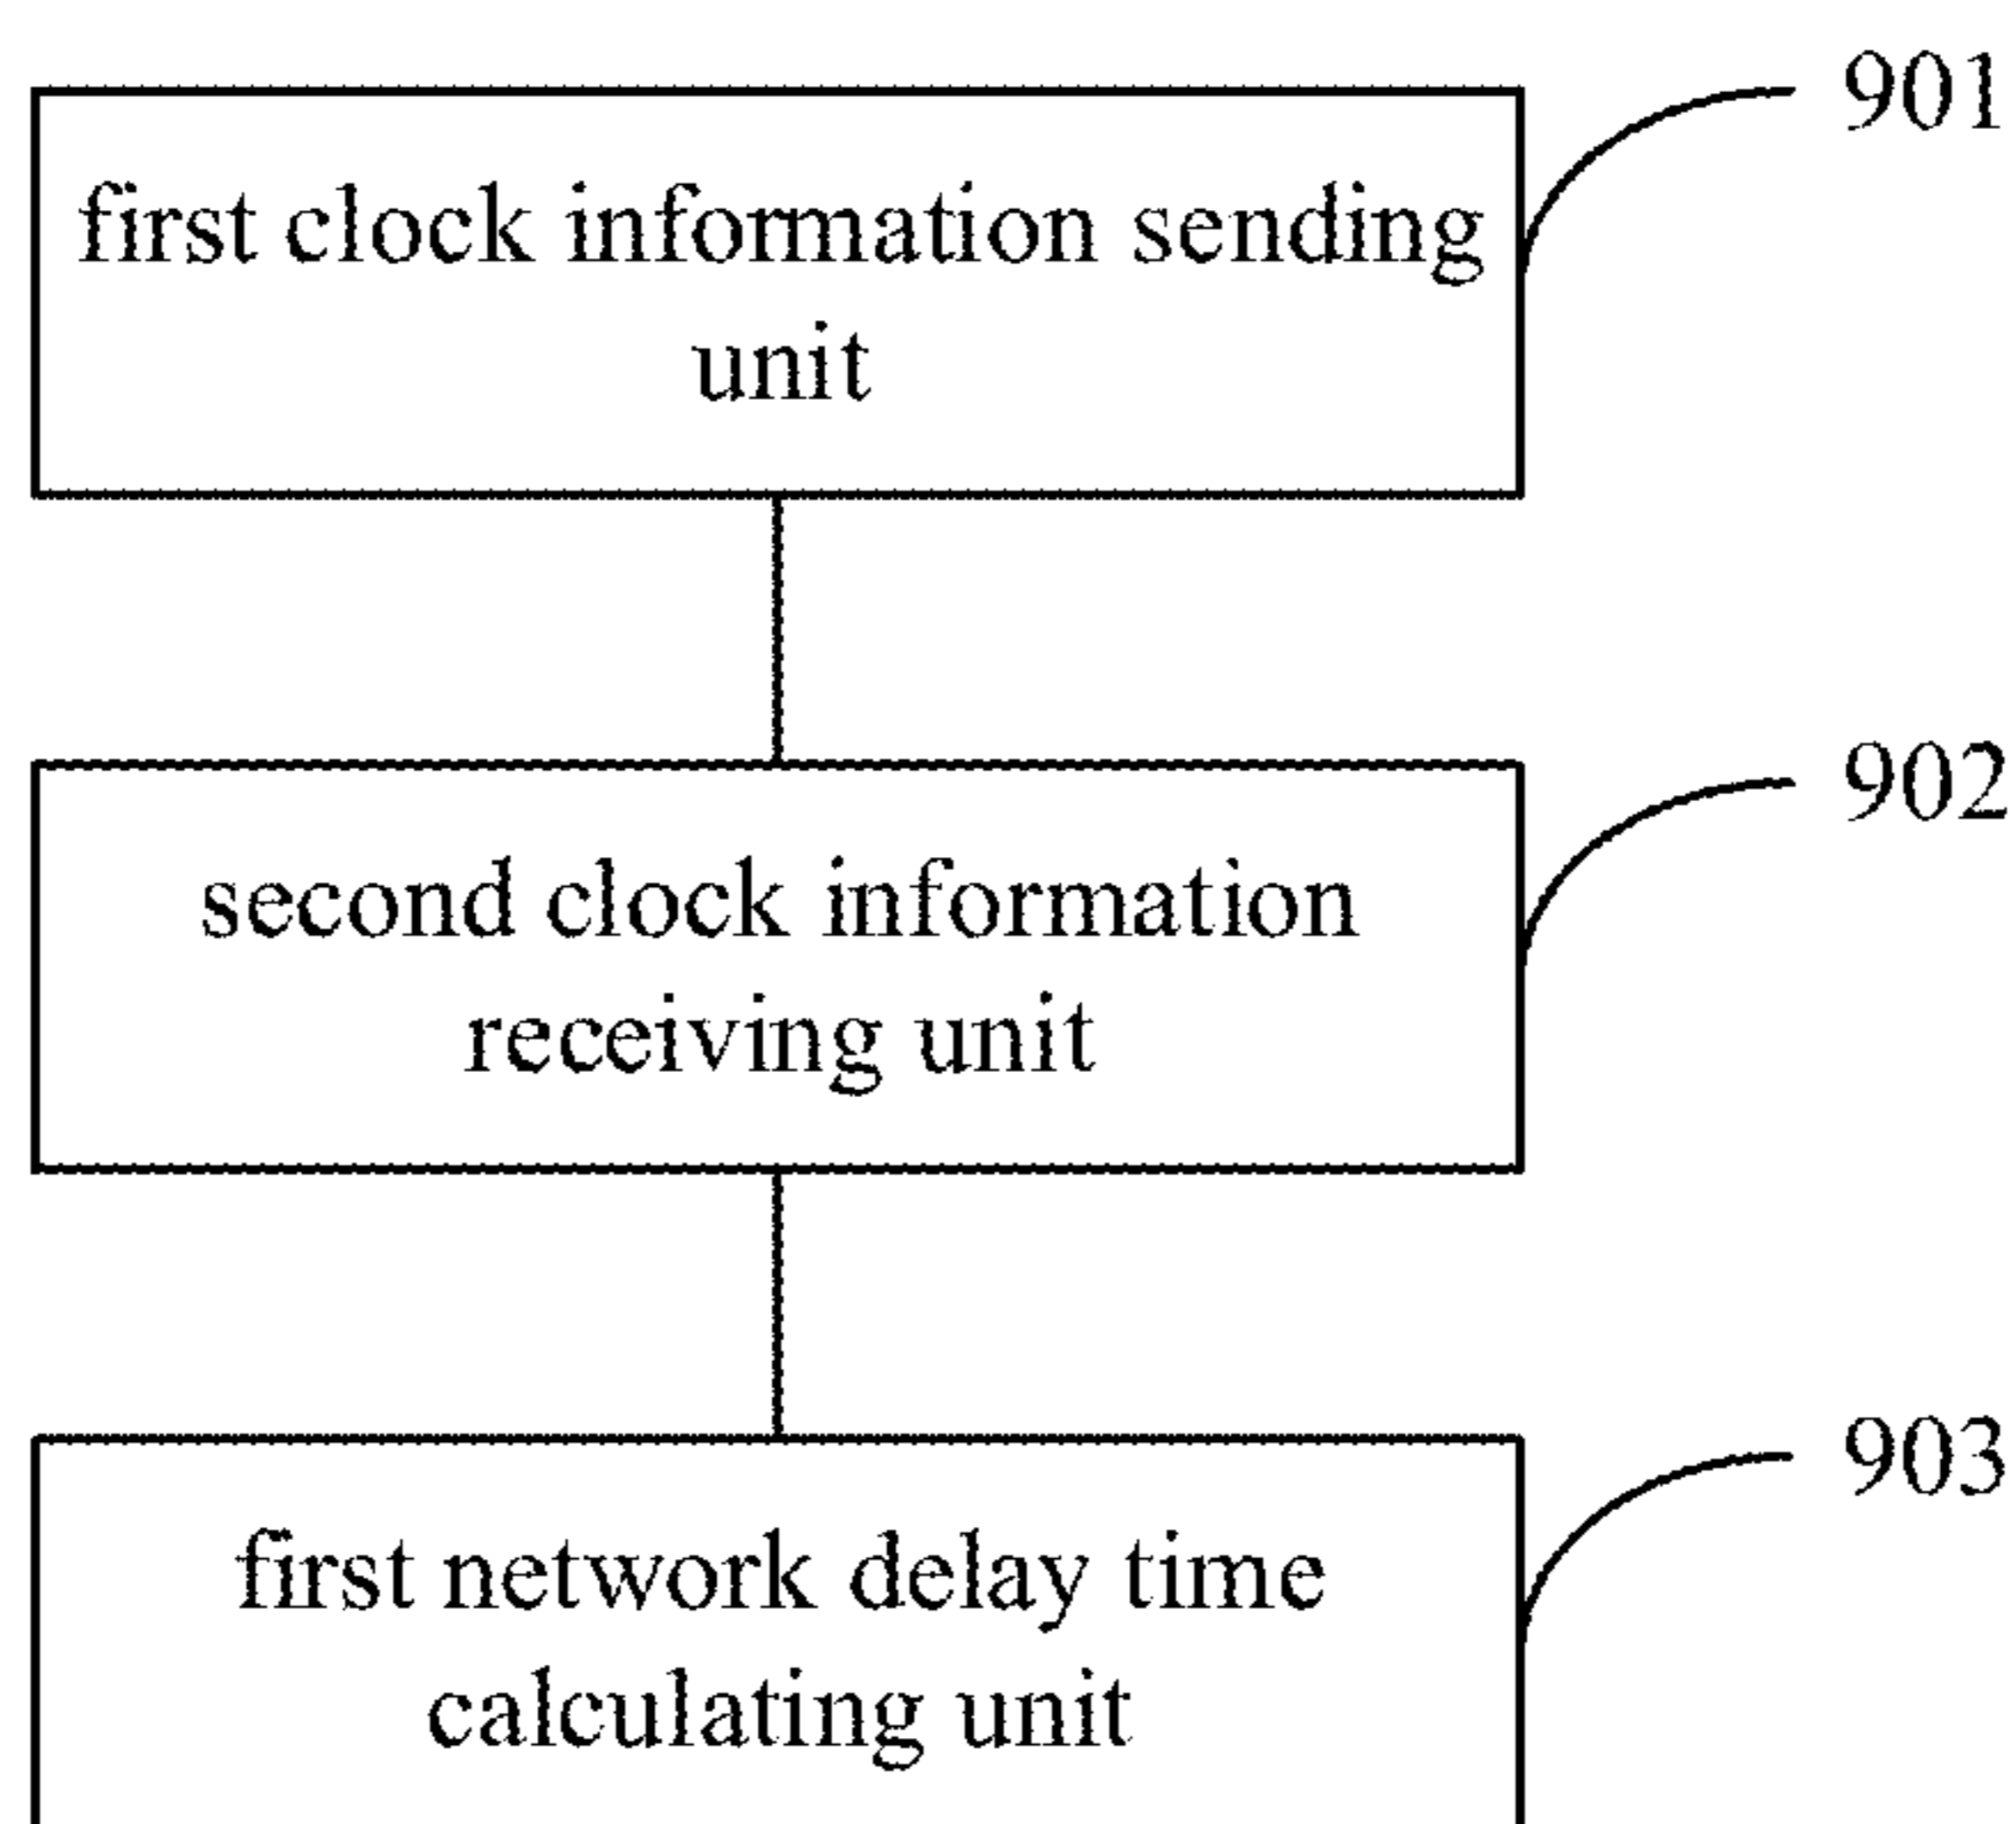 901
first clock information sending
unit
902
second clock information
receiving unit
903
first network delay time
calculating unit